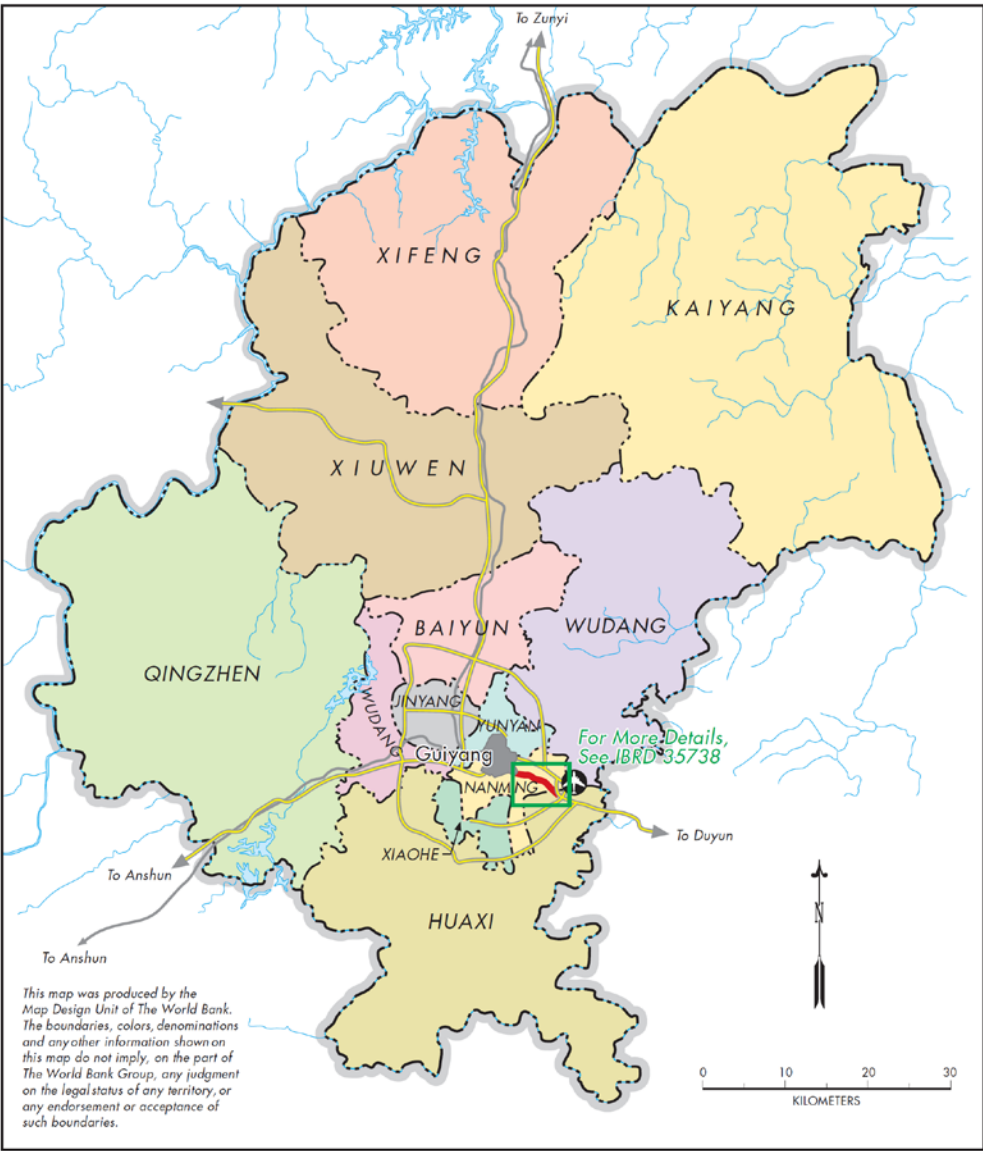 To Zunyi
XIFENG
KAIYANG
XIUWEN
BAIYUN
WUDANG
QINGZHEN
JINYANG
WUDANG
YUNYAN
For More Details,
See IBRD 35738
Guiyang
NANMING
To Duyun
XIAOHE
To Anshun
N
HUAXI
To Anshun
This map was produced by the
Map Design Unit of The World Bank.
The boundaries, colors, denominations
and any other information shown on
this map do not imply, on the part of
The World Bank Group, any judgment
on the legal status of any territory, or
any endorsement or acceptance of
such boundaries.
0 10 20 30
KILOMETERS